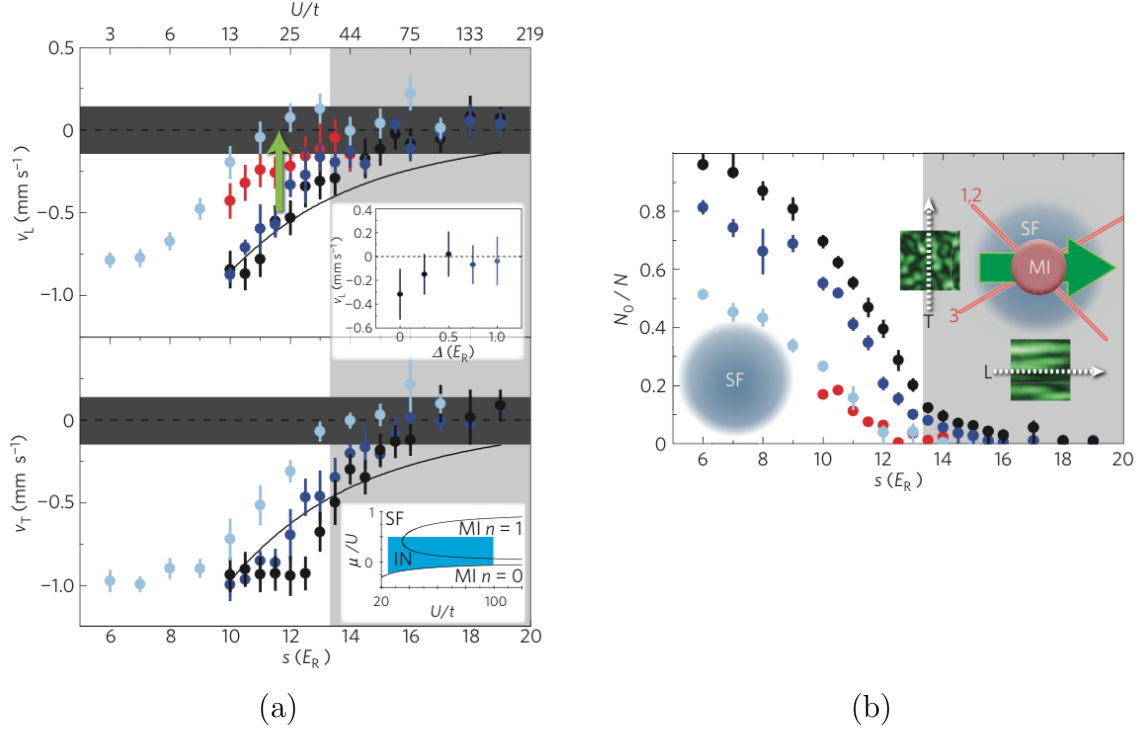 U/t
3 6 13 25 44 75 133 219
0.5
0
−0.5
−1.0
v_L (mm s⁻¹)
0.4
0.2
0
−0.2
−0.4
−0.6
v_L (mm s⁻¹)
0 0.5 1.0
Δ(E_R)
0
−0.5
−1.0
v_T (mm s⁻¹)
1
0
μ/U
SF
MI n = 1
IN
MI n = 0
20 100
U/t
6 8 10 12 14 16 18 20
s (E_R)
(a)
0.8
0.6
0.4
0.2
0
N₀/N
SF
1,2
SF
MI
3
T
L
6 8 10 12 14 16 18 20
s (E_R)
(b)